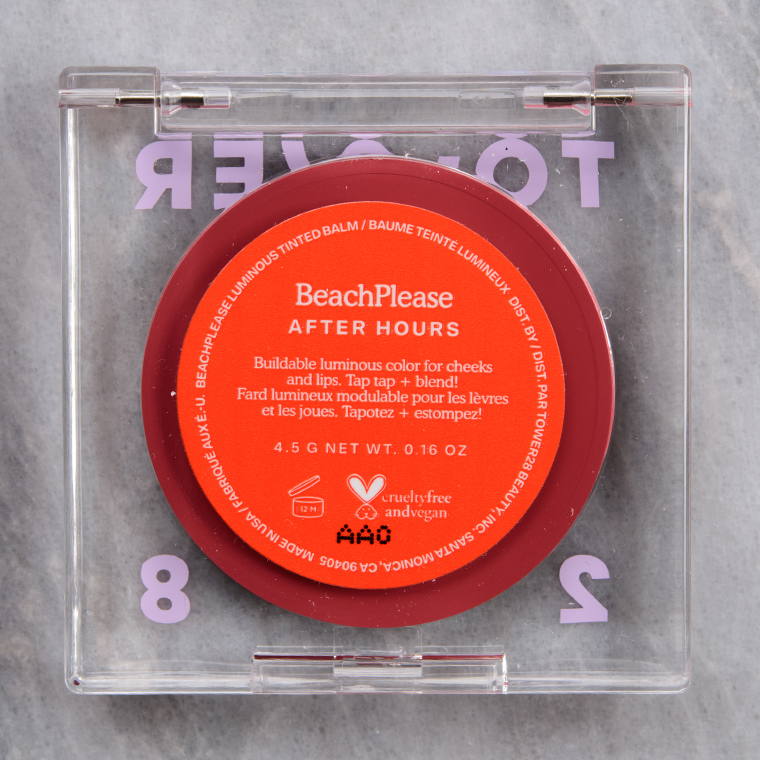 TOWER
BEACHPLEASE LUMINOUS TINTED BALM / BAUME TEINTÉ LUMINEUX DIST. BY / DIST. PAR TOWER28 BEAUTY, INC. SANTA MONICA, CA 90405 MADE IN USA / FABRIQUÉ AUX É.-U.
BeachPlease
AFTER HOURS
Buildable luminous color for cheeks
and lips. Tap tap + blend!
Fard lumineux modulable pour les lèvres
et les joues. Tapotez + estompez!
4.5 G NET WT. 0.16 OZ
12 M
crueltyfree
andvegan
AAO
28